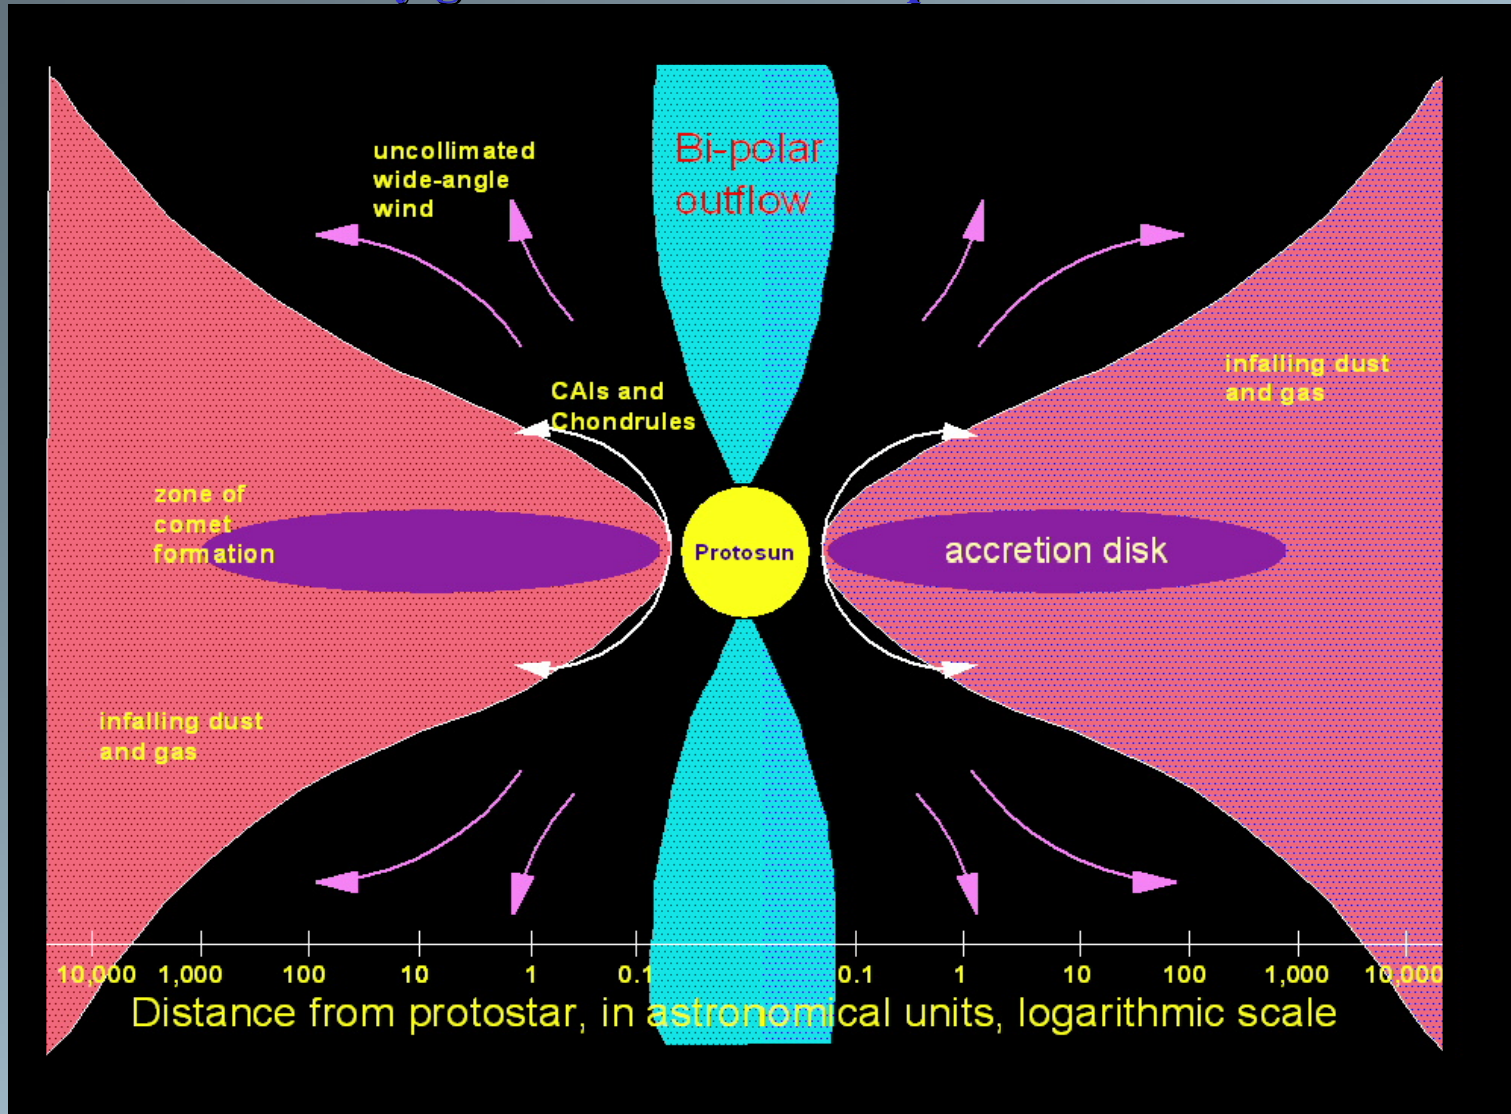 uncollimated
wide-angle
wind
Bi-polar
outflow
infalling dust
and gas
CAIs and
Chondrules
zone of
comet
formation
Protosun
accretion disk
infalling dust
and gas
10,000 1,000 100 10 1 0.1 0.1 1 10 100 1,000 10,000
Distance from protostar, in astronomical units, logarithmic scale